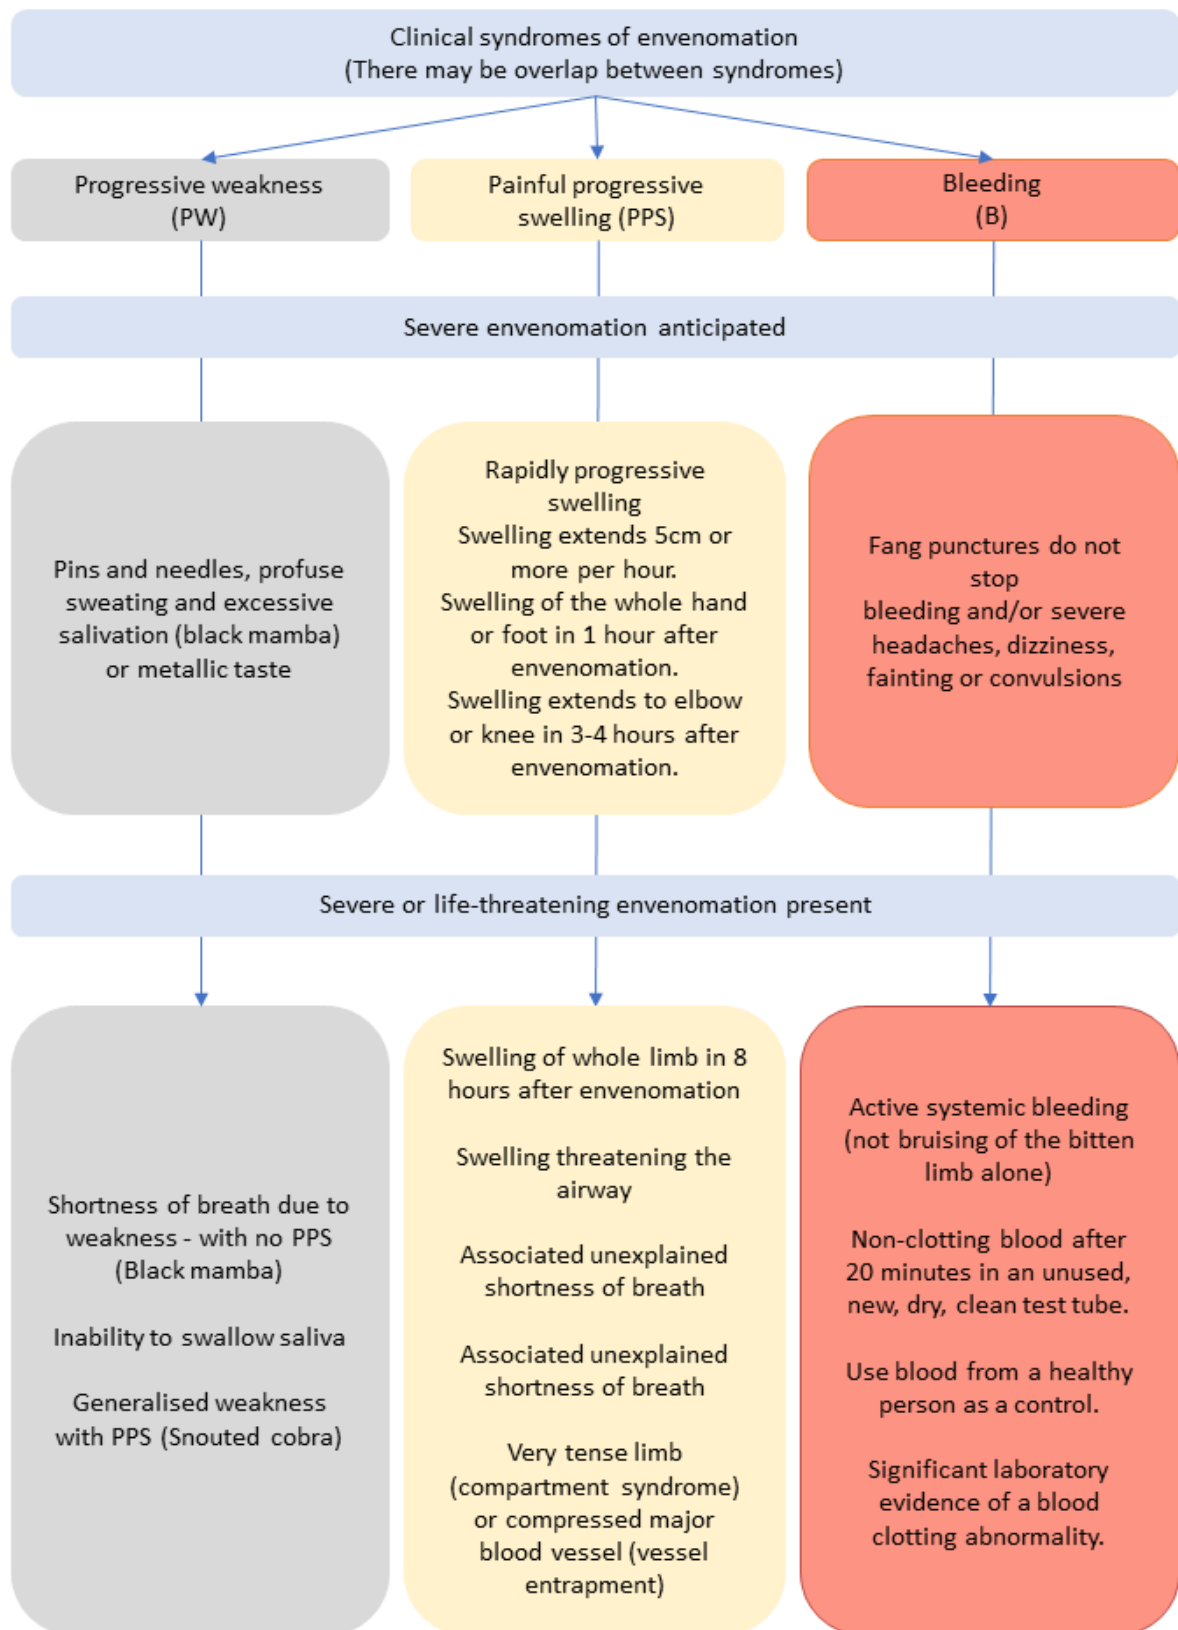 Clinical syndromes of envenomation
(There may be overlap between syndromes)
Progressive weakness
(PW)
Painful progressive
swelling (PPS)
Bleeding
(B)
Severe envenomation anticipated
Pins and needles, profuse
sweating and excessive
salivation (black mamba)
or metallic taste
Rapidly progressive
swelling
Swelling extends 5cm or
more per hour.
Swelling of the whole hand
or foot in 1 hour after
envenomation.
Swelling extends to elbow
or knee in 3-4 hours after
envenomation.
Fang punctures do not
stop
bleeding and/or severe
headaches, dizziness,
fainting or convulsions
Severe or life-threatening envenomation present
Shortness of breath due to
weakness - with no PPS
(Black mamba)
Inability to swallow saliva
Generalised weakness
with PPS (Snouted cobra)
Swelling of whole limb in 8
hours after envenomation
Swelling threatening the
airway
Associated unexplained
shortness of breath
Associated unexplained
shortness of breath
Very tense limb
(compartment syndrome)
or compressed major
blood vessel (vessel
entrapment)
Active systemic bleeding
(not bruising of the bitten
limb alone)
Non-clotting blood after
20 minutes in an unused,
new, dry, clean test tube.
Use blood from a healthy
person as a control.
Significant laboratory
evidence of a blood
clotting abnormality.